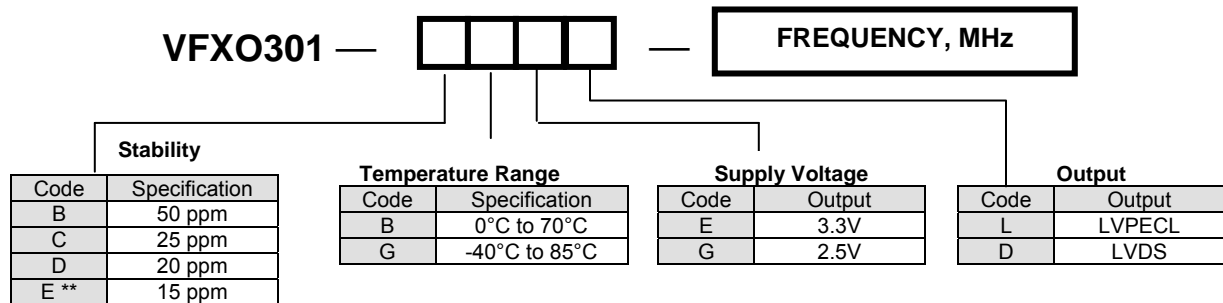 VFXO301 — — FREQUENCY, MHz
Stability
Code Specification
B 50 ppm
C 25 ppm
D 20 ppm
E ** 15 ppm
Temperature Range
Code Specification
B 0°C to 70°C
G -40°C to 85°C
Supply Voltage
Code Output
E 3.3V
G 2.5V
Output
Code Output
L LVPECL
D LVDS